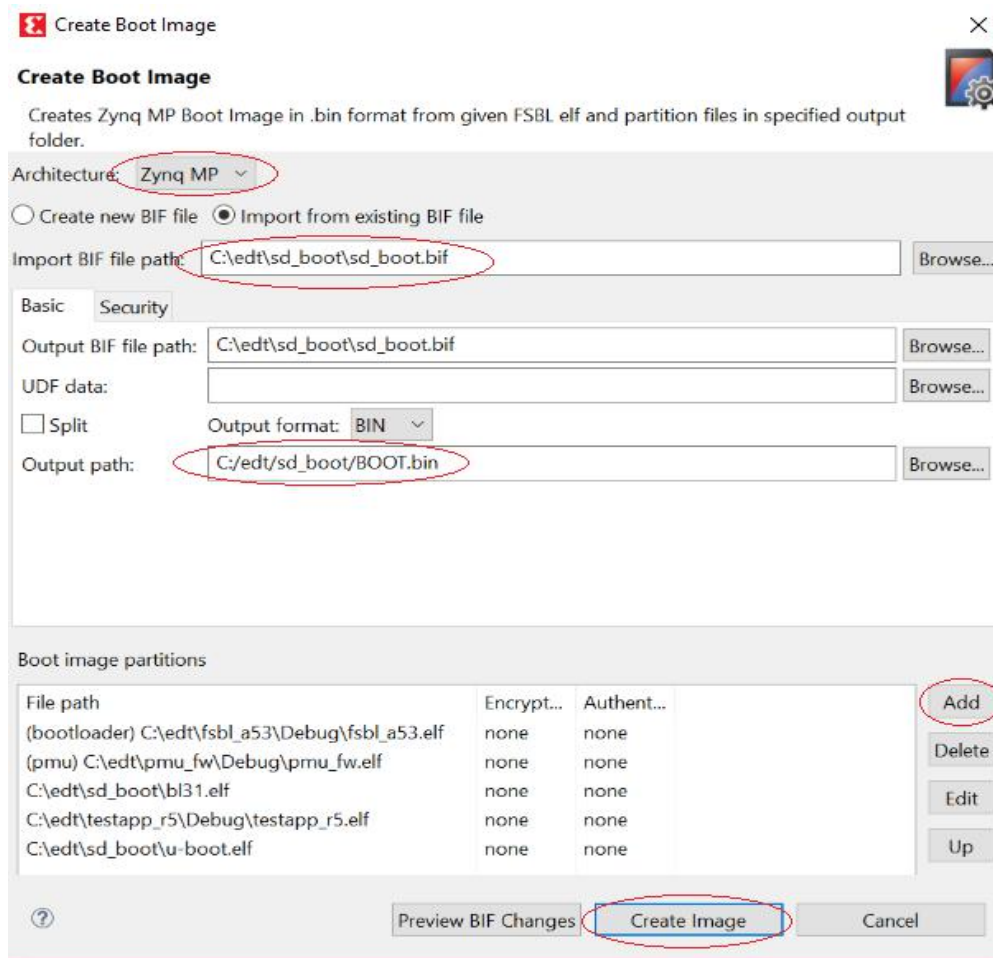 Create Boot Image
Create Boot Image
Creates Zynq MP Boot Image in .bin format from given FSBL elf and partition files in specified output
folder.
Architecture: Zynq MP
Create new BIF file Import from existing BIF file
Import BIF file path: C:\edt\sd_boot\sd_boot.bif Browse...
Basic Security
Output BIF file path: C:\edt\sd_boot\sd_boot.bif Browse...
UDF data: Browse...
Split Output format: BIN
Output path: C:/edt/sd_boot/BOOT.bin Browse...
Boot image partitions
File path Encrypt... Authent... Add
(bootloader) C:\edt\fsbl_a53\Debug\fsbl_a53.elf none none
(pmu) C:\edt\pmu_fw\Debug\pmu_fw.elf none none Delete
C:\edt\sd_boot\bl31.elf none none
C:\edt\testapp_r5\Debug\testapp_r5.elf none none Edit
C:\edt\sd_boot\u-boot.elf none none Up
? Preview BIF Changes Create Image Cancel